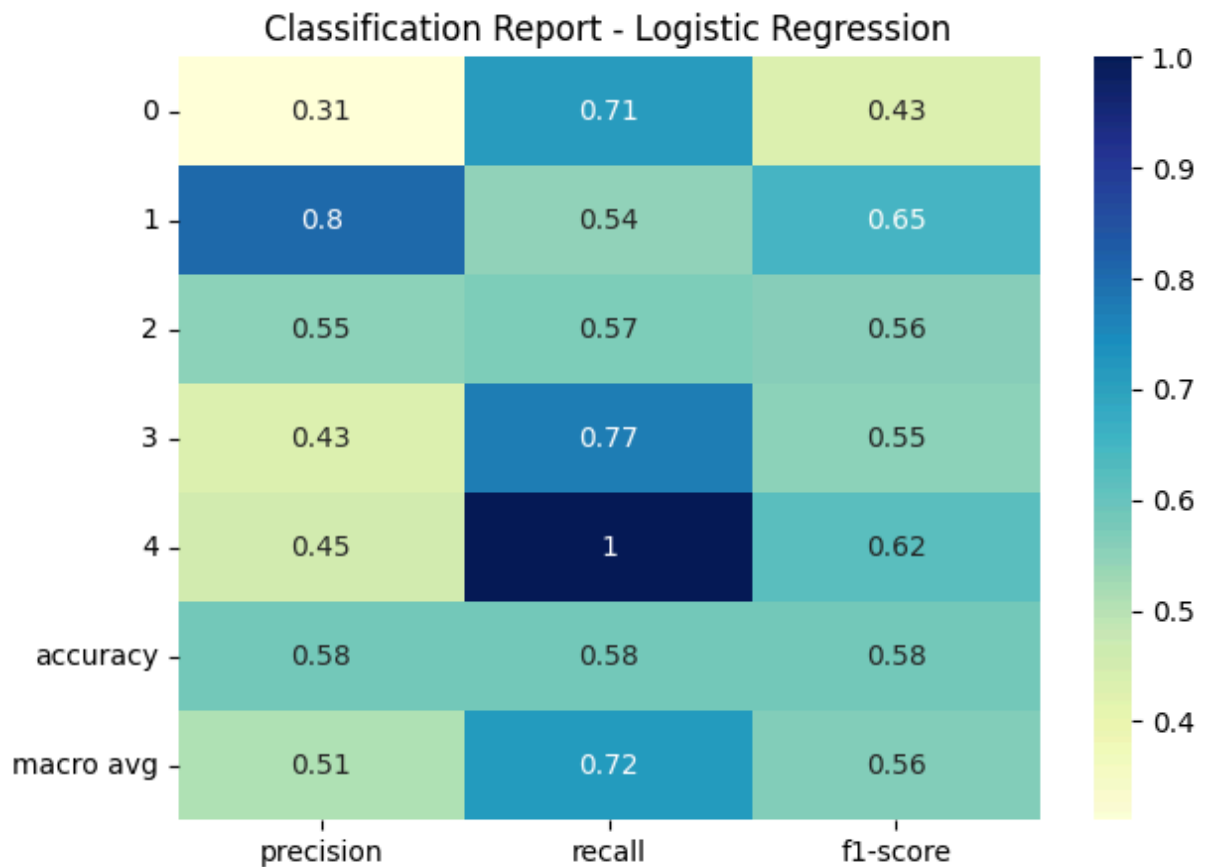 Classification Report - Logistic Regression
0 0.31 0.71 0.43
1 0.8 0.54 0.65
2 0.55 0.57 0.56
3 0.43 0.77 0.55
4 0.45 1 0.62
accuracy 0.58 0.58 0.58
macro avg 0.51 0.72 0.56
precision recall f1-score
1.0
0.9
0.8
0.7
0.6
0.5
0.4